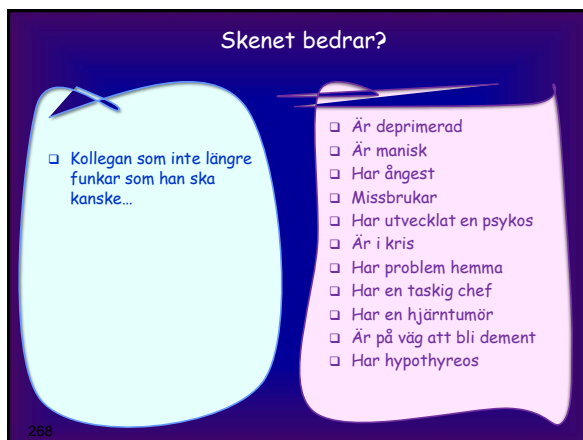 Skenet bedrar?
❑ Kollegan som inte längre
funkar som han ska
kanske…
❑ Är deprimerad
❑ Är manisk
❑ Har ångest
❑ Missbrukar
❑ Har utvecklat en psykos
❑ Är i kris
❑ Har problem hemma
❑ Har en taskig chef
❑ Har en hjärntumör
❑ Är på väg att bli dement
❑ Har hypothyreos
268